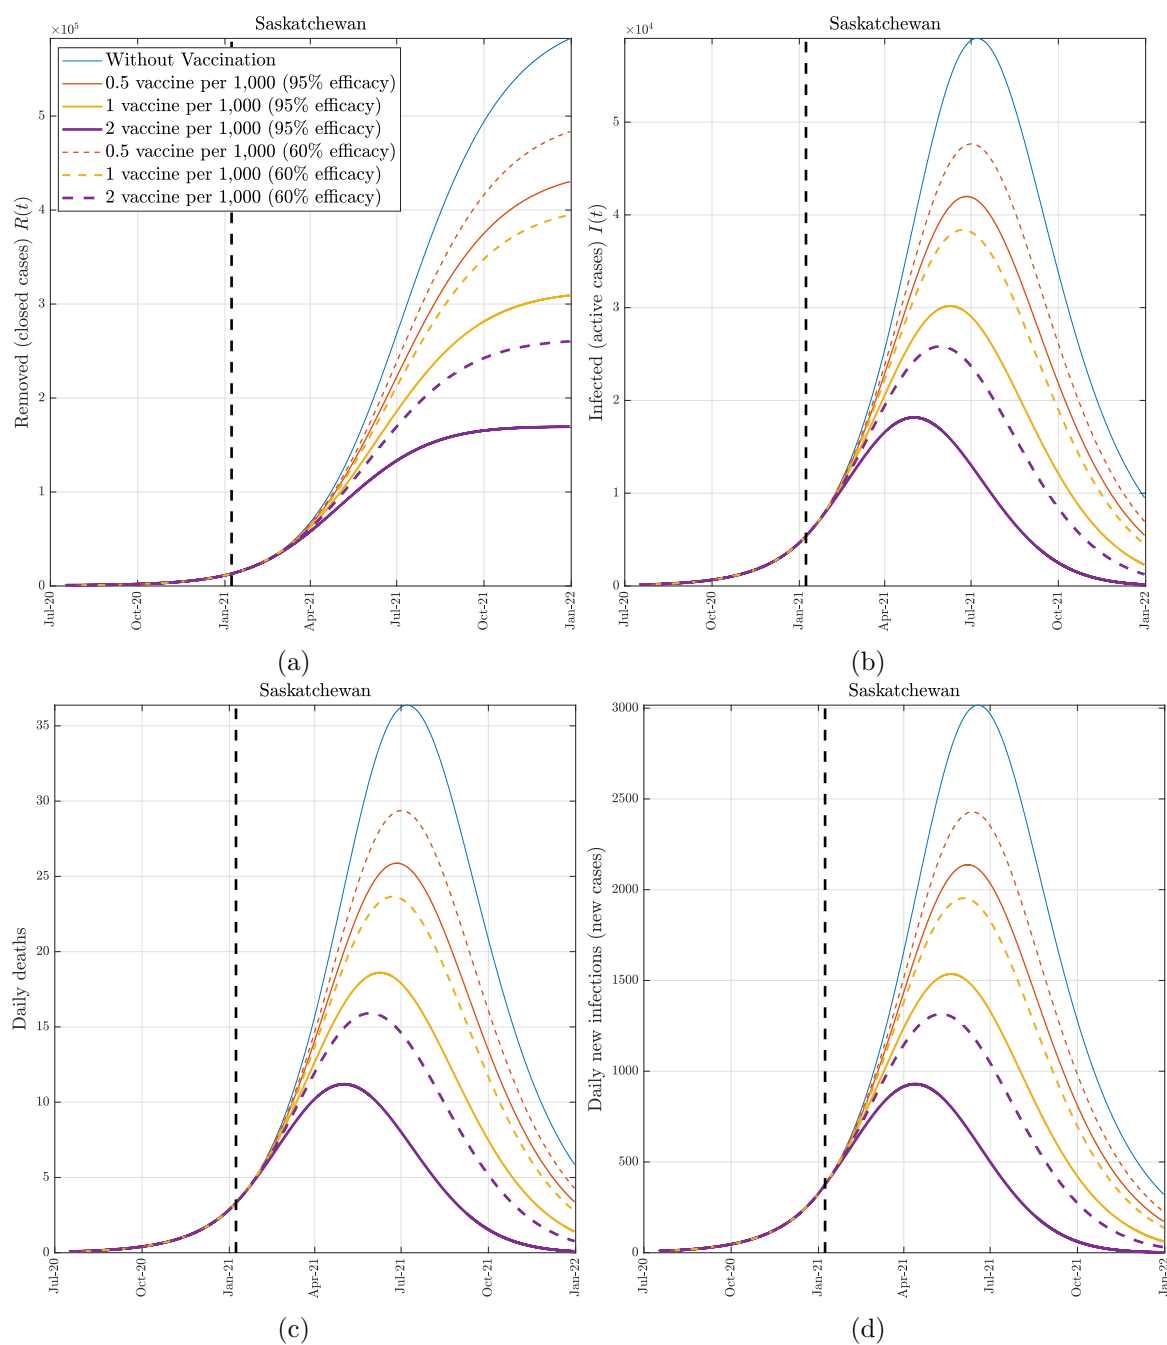 Saskatchewan
×10⁵
Without Vaccination
0.5 vaccine per 1,000 (95% efficacy)
1 vaccine per 1,000 (95% efficacy)
2 vaccine per 1,000 (95% efficacy)
0.5 vaccine per 1,000 (60% efficacy)
1 vaccine per 1,000 (60% efficacy)
2 vaccine per 1,000 (60% efficacy)
Removed (closed cases) R(t)
5
4
3
2
1
0
Jul-20
Oct-20
Jan-21
Apr-21
Jul-21
Oct-21
Jan-22
(a)
Saskatchewan
×10⁴
Infected (active cases) I(t)
5
4
3
2
1
0
Jul-20
Oct-20
Jan-21
Apr-21
Jul-21
Oct-21
Jan-22
(b)
Saskatchewan
Daily deaths
35
30
25
20
15
10
5
0
Jul-20
Oct-20
Jan-21
Apr-21
Jul-21
Oct-21
Jan-22
(c)
Saskatchewan
Daily new infections (new cases)
3000
2500
2000
1500
1000
500
0
Jul-20
Oct-20
Jan-21
Apr-21
Jul-21
Oct-21
Jan-22
(d)